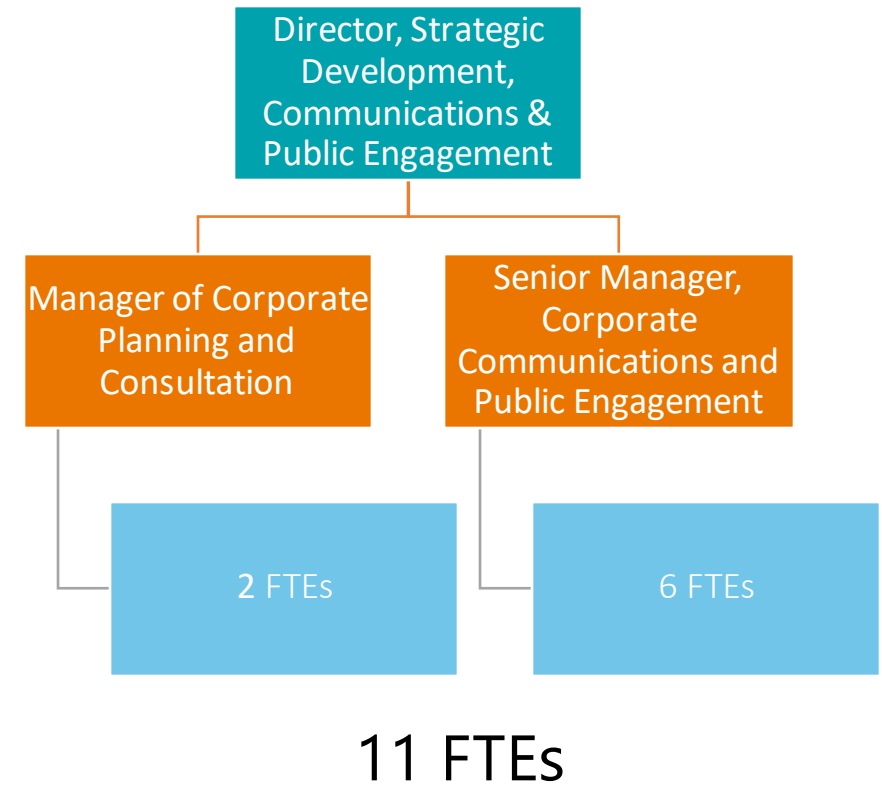 Director, Strategic
Development,
Communications &
Public Engagement
Manager of Corporate
Planning and
Consultation
Senior Manager,
Corporate
Communications and
Public Engagement
2 FTEs
6 FTEs
11 FTEs